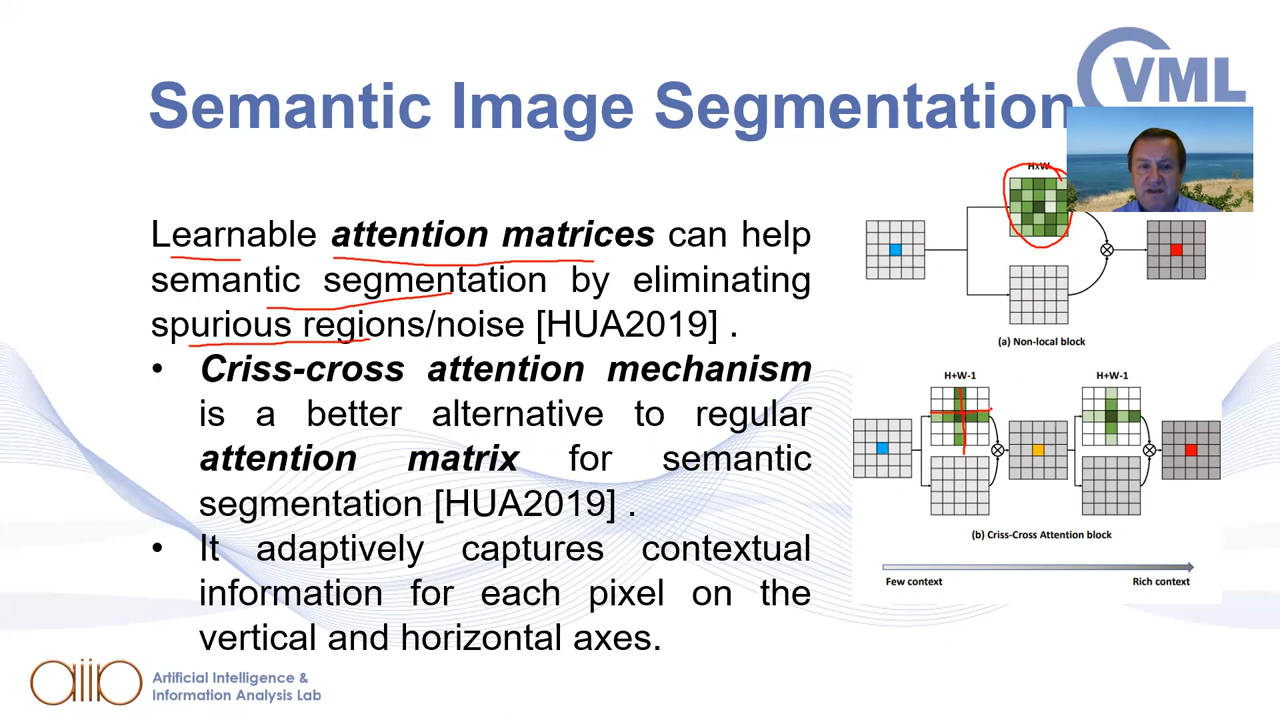 VML
Semantic Image Segmentation
Learnable attention matrices can help
semantic segmentation by eliminating
spurious regions/noise [HUA2019] .
• Criss-cross attention mechanism
is a better alternative to regular
attention matrix for semantic
segmentation [HUA2019] .
• It adaptively captures contextual
information for each pixel on the
vertical and horizontal axes.
HxW
(a) Non-local block
H+W-1 H+W-1
(b) Criss-Cross Attention block
Few context Rich context
aiia
Artificial Intelligence &
Information Analysis Lab